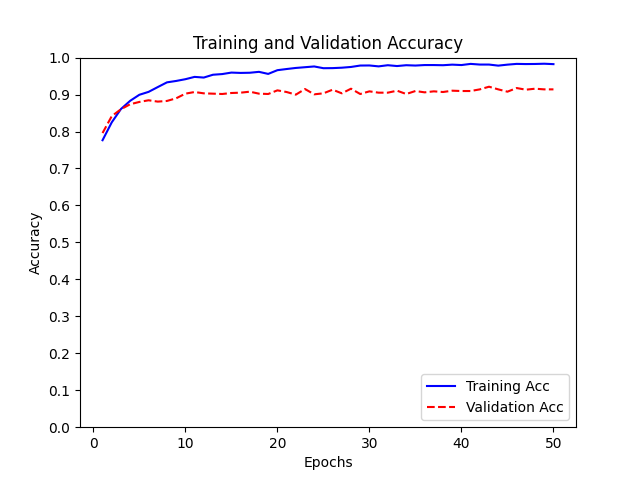 Training and Validation Accuracy
1.0
0.9
0.8
0.7
0.6
0.5
0.4
0.3
0.2
0.1
0.0
Accuracy
Training Acc
Validation Acc
0 10 20 30 40 50
Epochs